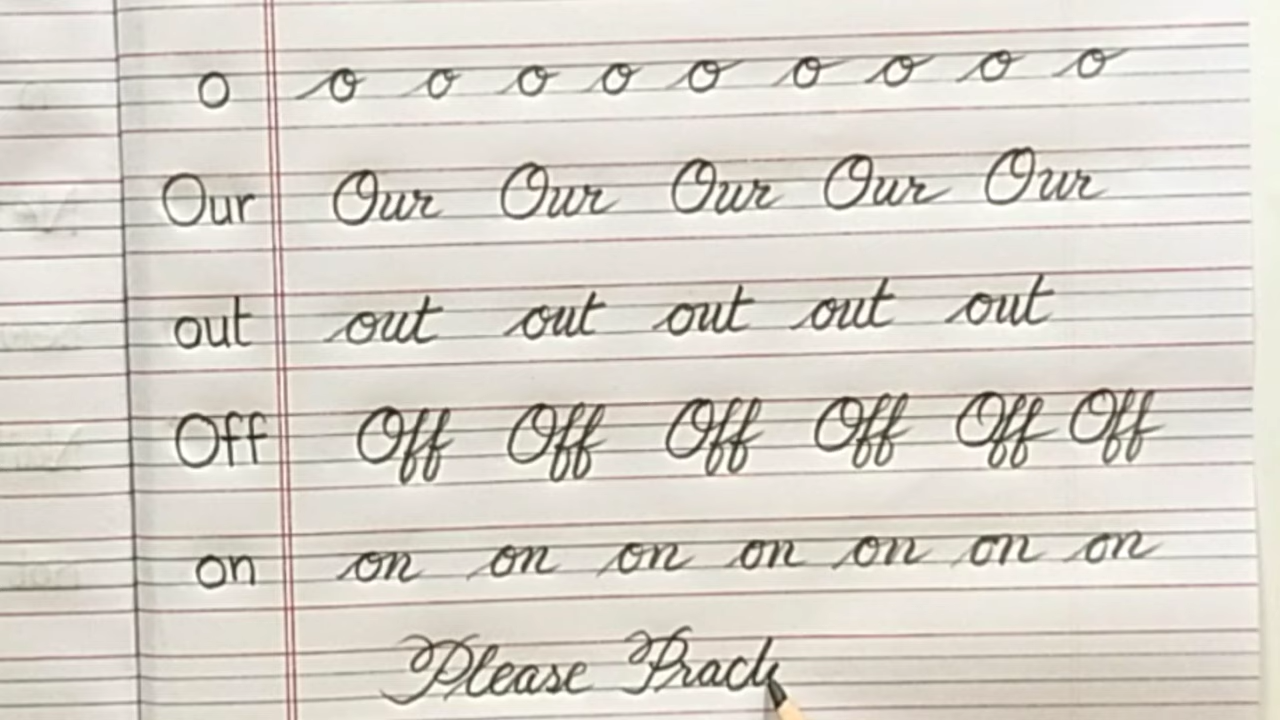 o o o o o o o o o o
Our Our Our Our Our Our
out out out out out out
Off Off Off Off Off Off Off
on on on on on on on on
Please Pract